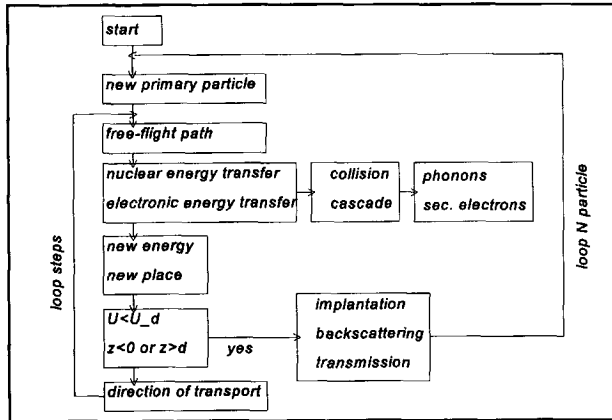 start
new primary particle
free-flight path
nuclear energy transfer
electronic energy transfer
collision
cascade
phonons
sec. electrons
new energy
new place
U<U_d
z<0 or z>d
yes
implantation
backscattering
transmission
direction of transport
loop steps
loop N particle